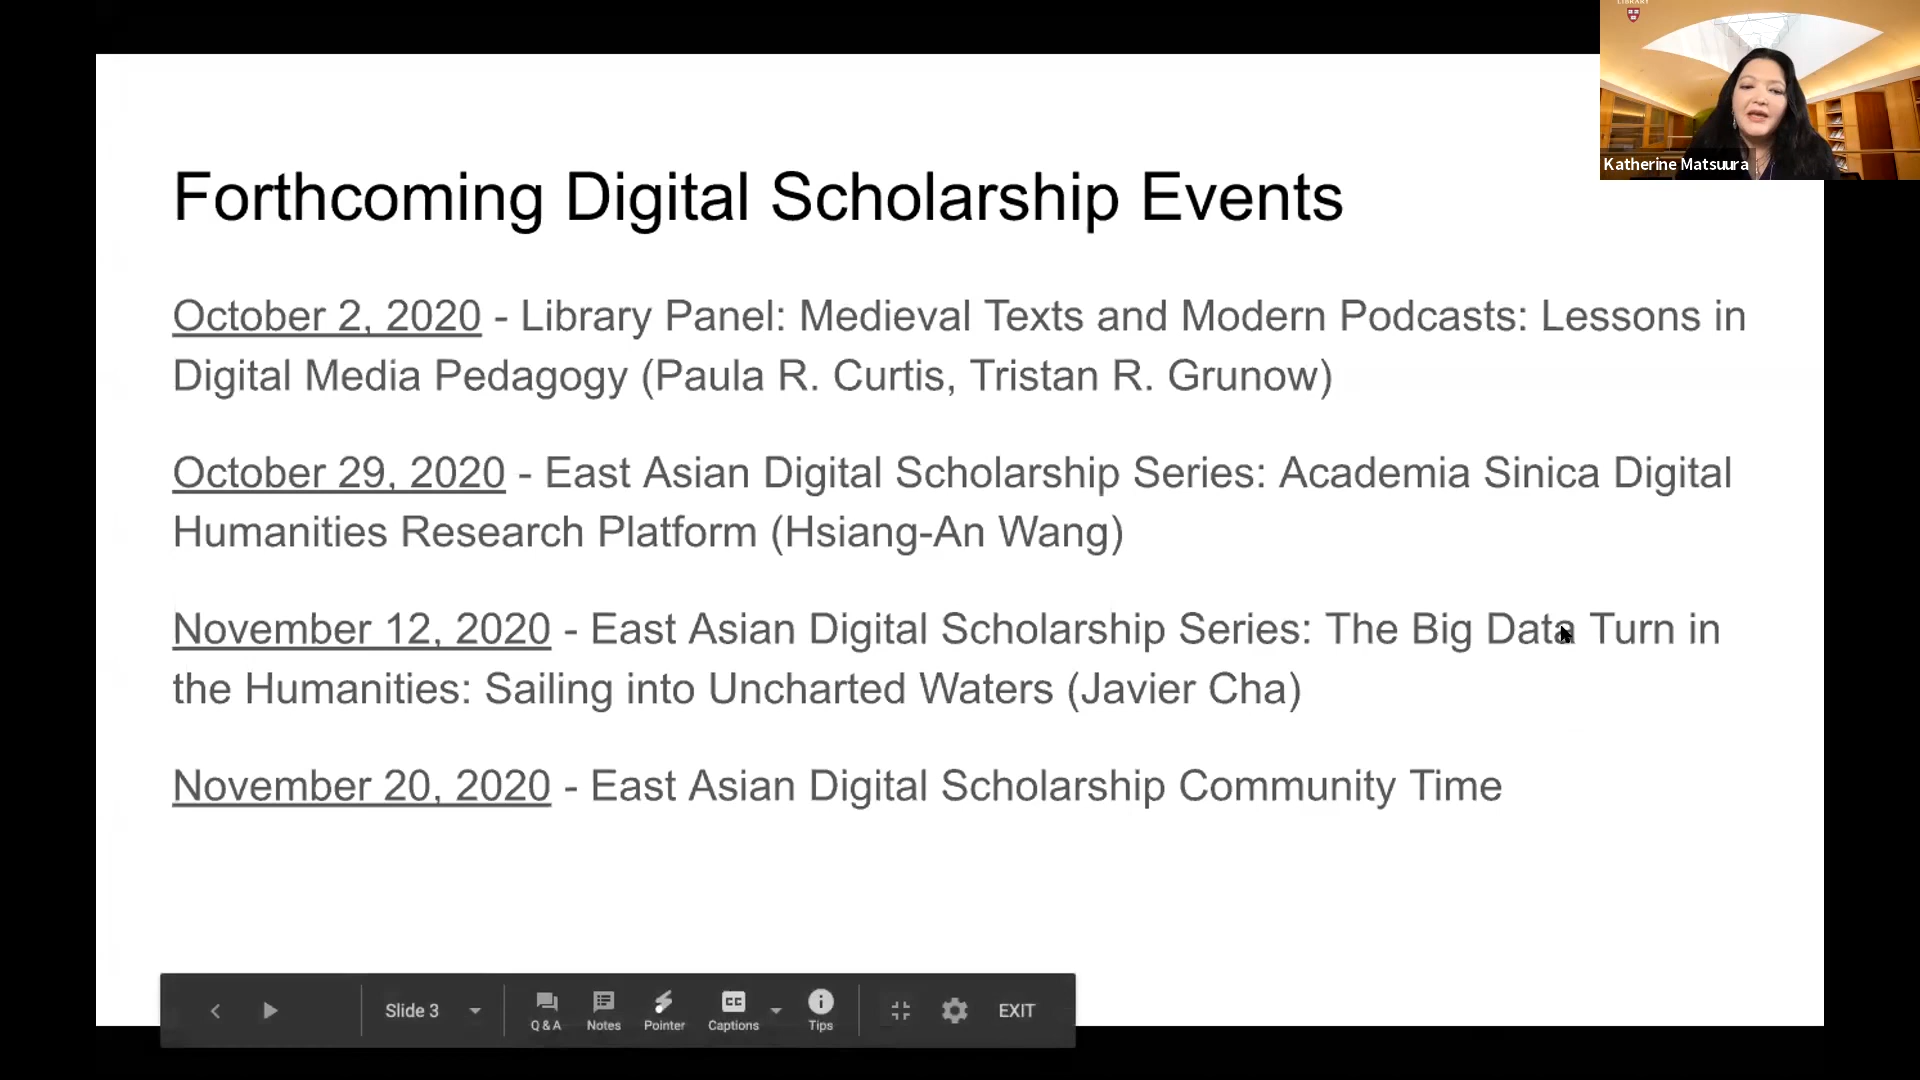 LIBRARY
Katherine Matsuura
Forthcoming Digital Scholarship Events
October 2, 2020 - Library Panel: Medieval Texts and Modern Podcasts: Lessons in
Digital Media Pedagogy (Paula R. Curtis, Tristan R. Grunow)
October 29, 2020 - East Asian Digital Scholarship Series: Academia Sinica Digital
Humanities Research Platform (Hsiang-An Wang)
November 12, 2020 - East Asian Digital Scholarship Series: The Big Data Turn in
the Humanities: Sailing into Uncharted Waters (Javier Cha)
November 20, 2020 - East Asian Digital Scholarship Community Time
Slide 3
Q & A
Notes
Pointer
CC
Captions
Tips
EXIT